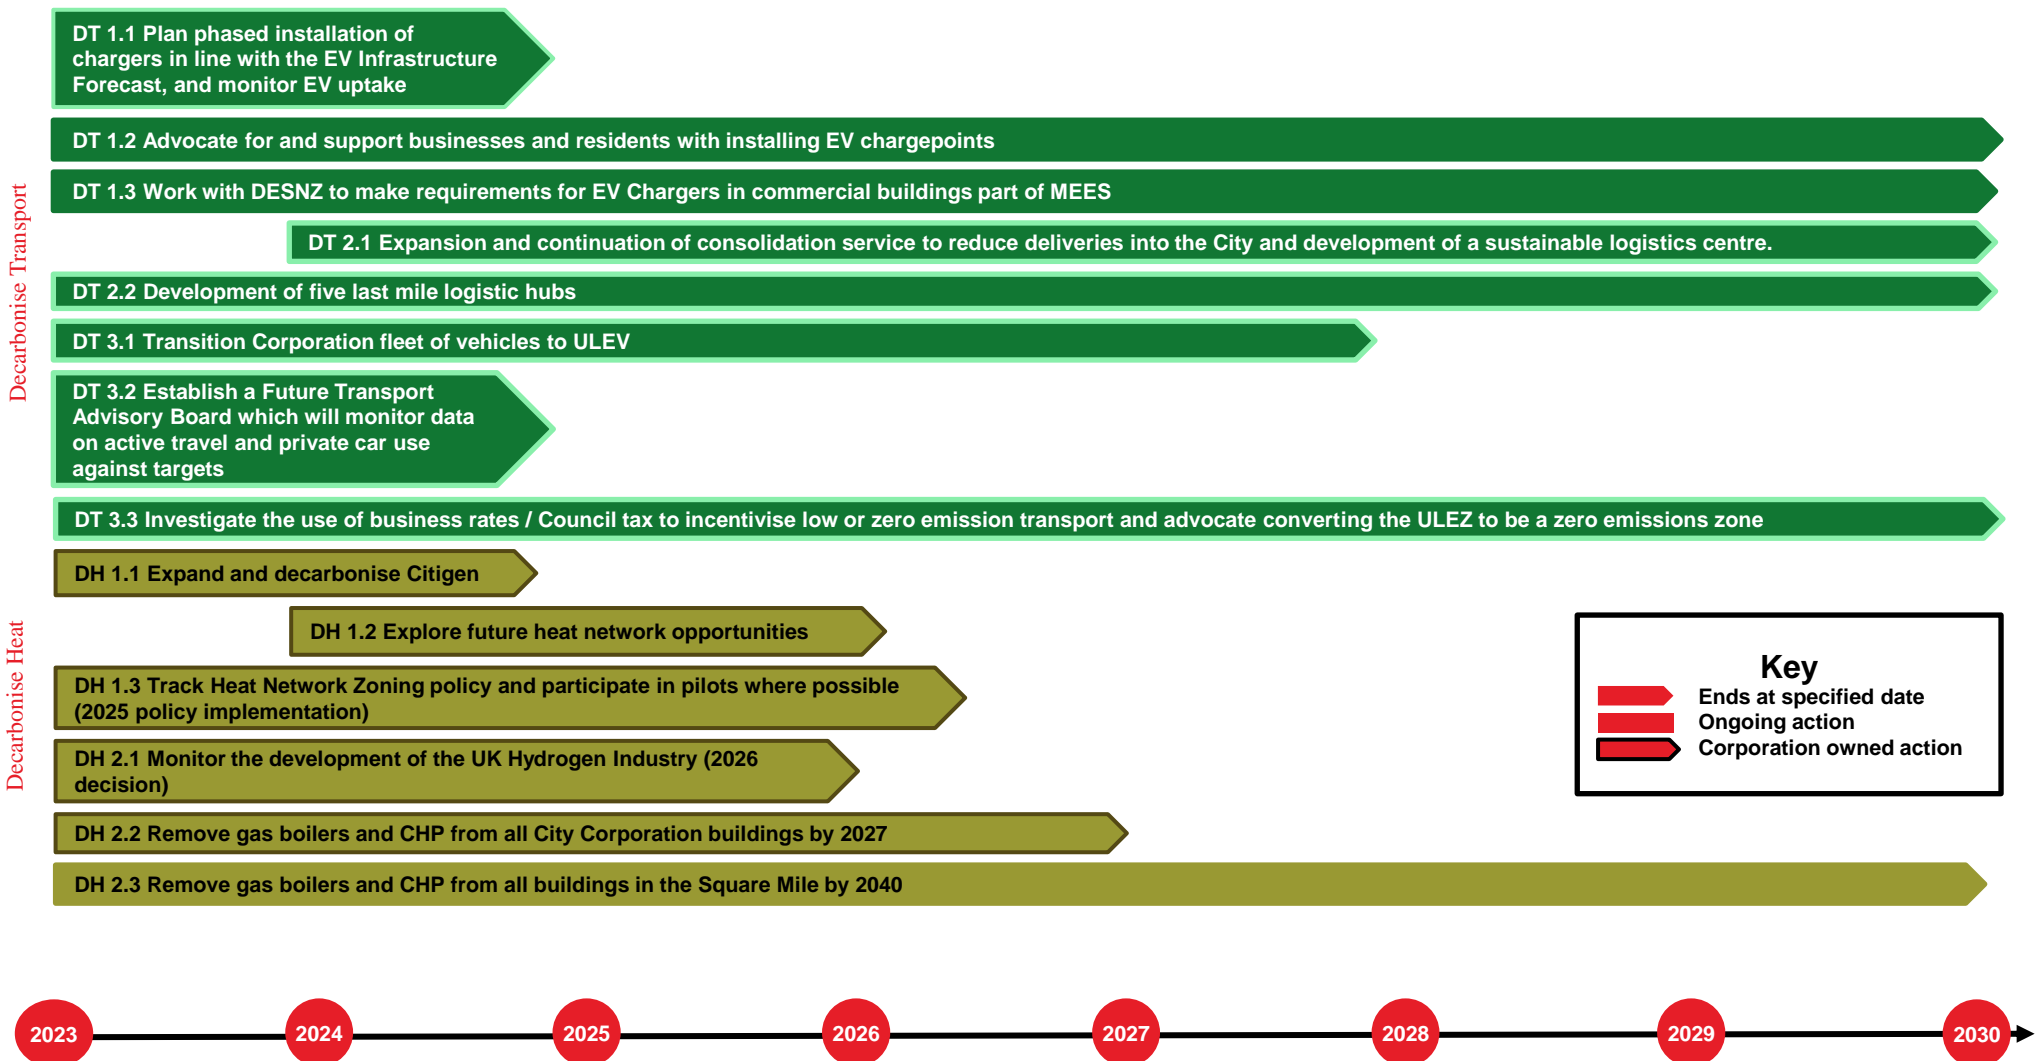 Decarbonise Transport
DT 1.1 Plan phased installation of
chargers in line with the EV Infrastructure
Forecast, and monitor EV uptake
DT 1.2 Advocate for and support businesses and residents with installing EV chargepoints
DT 1.3 Work with DESNZ to make requirements for EV Chargers in commercial buildings part of MEES
DT 2.1 Expansion and continuation of consolidation service to reduce deliveries into the City and development of a sustainable logistics centre.
DT 2.2 Development of five last mile logistic hubs
DT 3.1 Transition Corporation fleet of vehicles to ULEV
DT 3.2 Establish a Future Transport
Advisory Board which will monitor data
on active travel and private car use
against targets
DT 3.3 Investigate the use of business rates / Council tax to incentivise low or zero emission transport and advocate converting the ULEZ to be a zero emissions zone
Decarbonise Heat
DH 1.1 Expand and decarbonise Citigen
DH 1.2 Explore future heat network opportunities
DH 1.3 Track Heat Network Zoning policy and participate in pilots where possible
(2025 policy implementation)
DH 2.1 Monitor the development of the UK Hydrogen Industry (2026
decision)
DH 2.2 Remove gas boilers and CHP from all City Corporation buildings by 2027
DH 2.3 Remove gas boilers and CHP from all buildings in the Square Mile by 2040
Key
Ends at specified date
Ongoing action
Corporation owned action
2023 2024 2025 2026 2027 2028 2029 2030